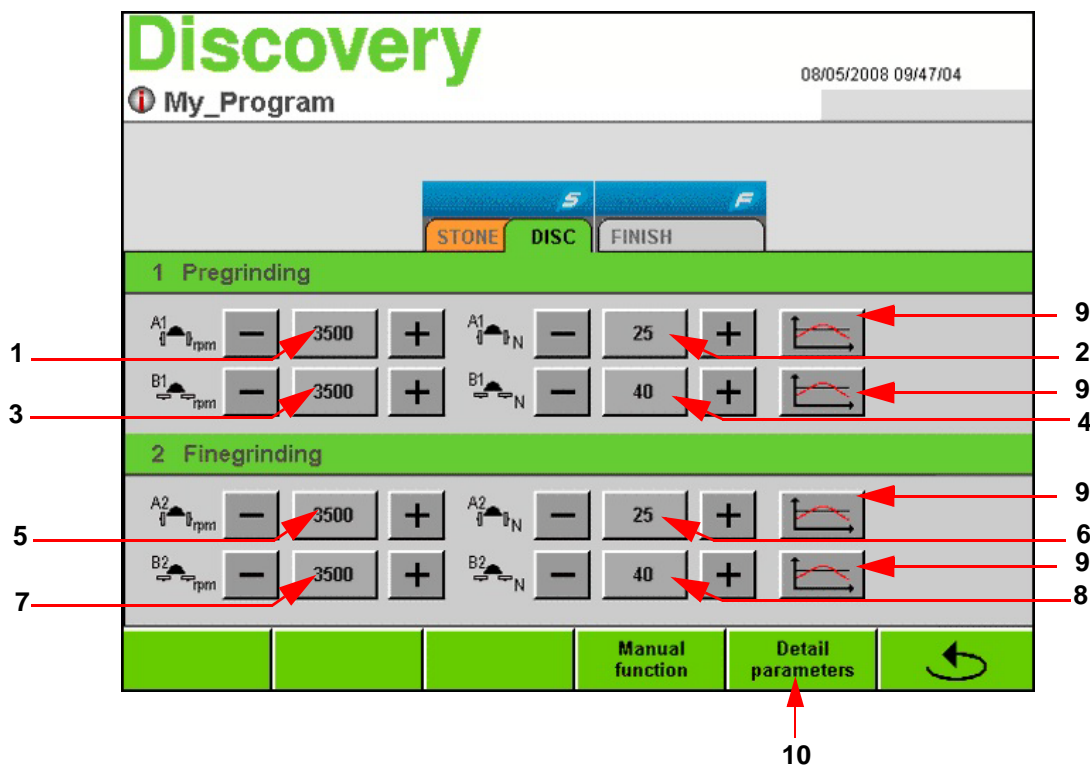 Discovery
08/05/2008 09/47/04
My_Program
S F
STONE DISC FINISH
1 Pregrinding
A1 rpm − 3500 + A1 N − 25 + 9
1 2
B1 rpm − 3500 + B1 N − 40 + 9
3 4
2 Finegrinding
A2 rpm − 3500 + A2 N − 25 + 9
5 6
B2 rpm − 3500 + B2 N − 40 + 9
7 8
Manual function Detail parameters
10